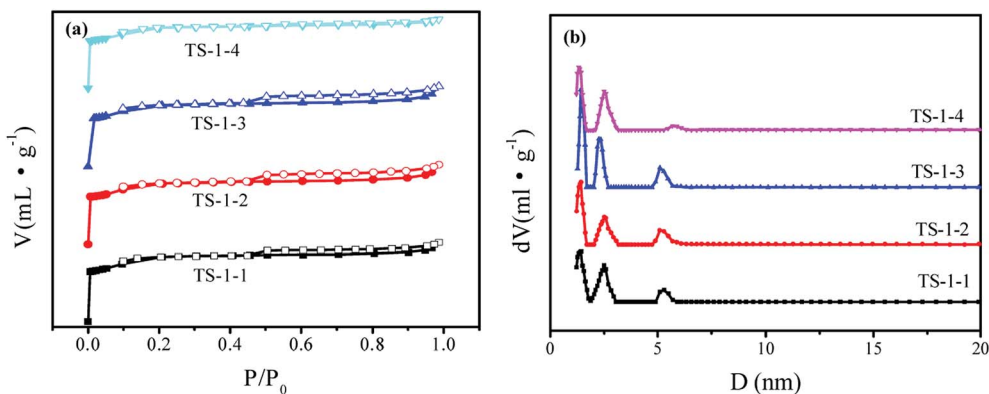 (a)
TS-1-4
TS-1-3
TS-1-2
TS-1-1
V(mL • g⁻¹)
0.0 0.2 0.4 0.6 0.8 1.0
P/P₀
(b)
TS-1-4
TS-1-3
TS-1-2
TS-1-1
dV(ml • g⁻¹)
0 5 10 15 20
D (nm)